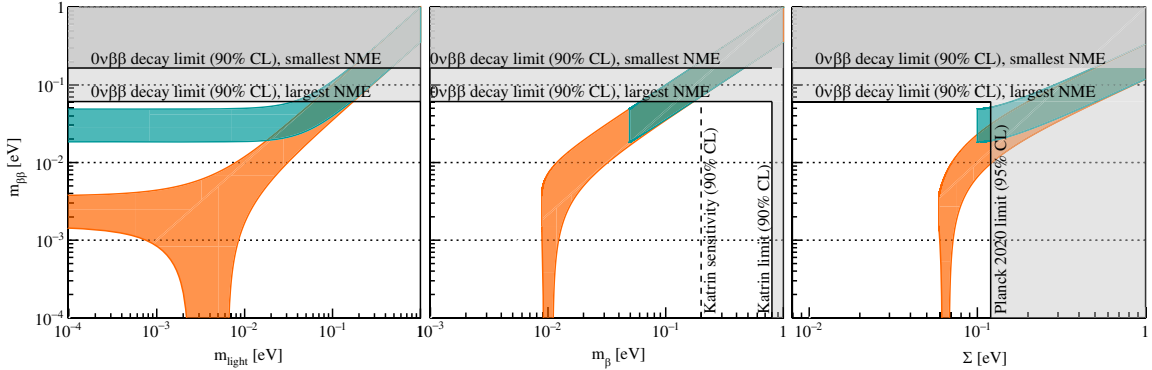 1
10⁻¹
10⁻²
10⁻³
10⁻⁴
m_ββ [eV]
0νββ decay limit (90% CL), smallest NME
0νββ decay limit (90% CL), largest NME
10⁻⁴ 10⁻³ 10⁻² 10⁻¹ 1
m_light [eV]
0νββ decay limit (90% CL), smallest NME
0νββ decay limit (90% CL), largest NME
Katrin sensitivity (90% CL)
Katrin limit (90% CL)
10⁻³ 10⁻² 10⁻¹ 1
m_β [eV]
0νββ decay limit (90% CL), smallest NME
0νββ decay limit (90% CL), largest NME
Planck 2020 limit (95% CL)
10⁻² 10⁻¹ 1
Σ [eV]